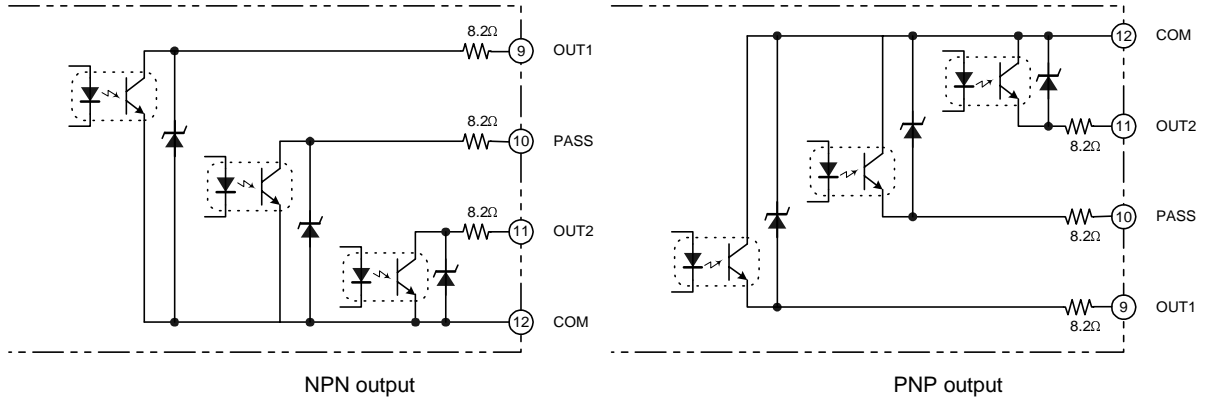 8.2Ω
9 OUT1
8.2Ω
10 PASS
8.2Ω
11 OUT2
12 COM
NPN output
12 COM
11 OUT2
8.2Ω
10 PASS
8.2Ω
9 OUT1
8.2Ω
PNP output